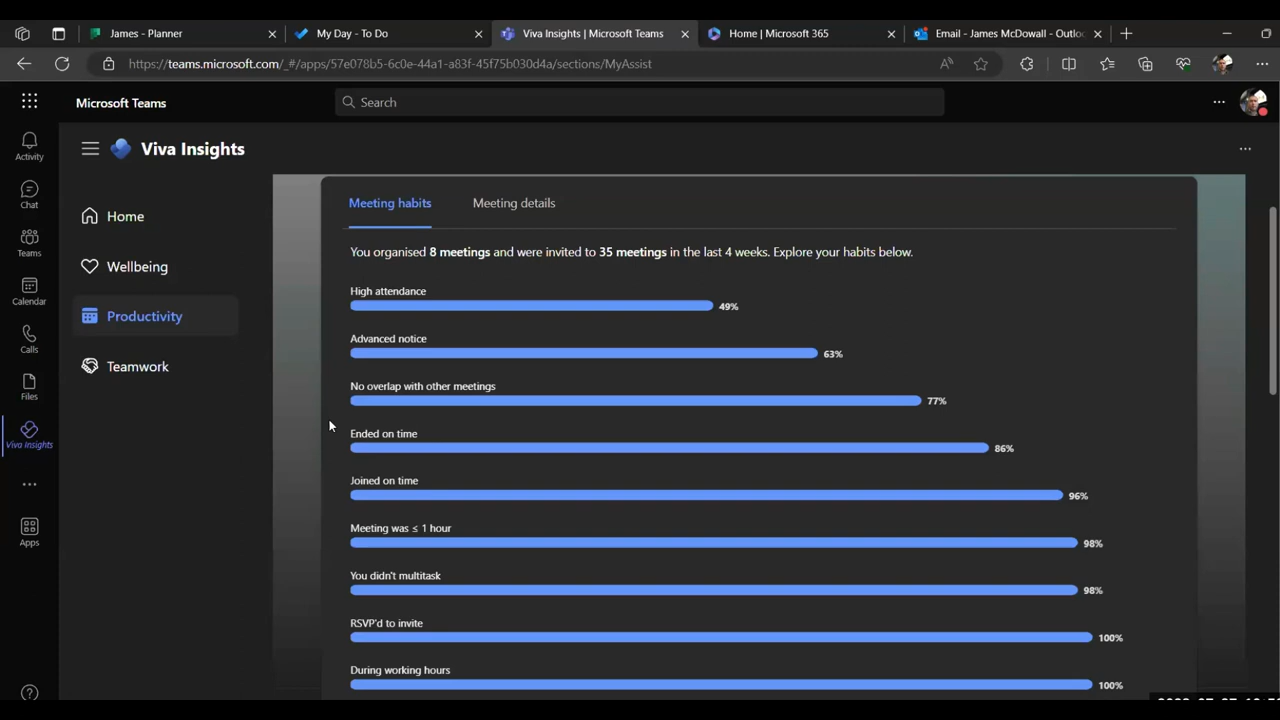 James - Planner
My Day - To Do
Viva Insights | Microsoft Teams
Home | Microsoft 365
Email - James McDowall - Outloo
https://teams.microsoft.com/_#/apps/57e078b5-6c0e-44a1-a83f-45f75b030d4a/sections/MyAssist
Microsoft Teams
Search
Activity
Chat
Teams
Calendar
Calls
Files
Viva Insights
Apps
Viva Insights
Home
Wellbeing
Productivity
Teamwork
Meeting habits
Meeting details
You organised 8 meetings and were invited to 35 meetings in the last 4 weeks. Explore your habits below.
High attendance
49%
Advanced notice
63%
No overlap with other meetings
77%
Ended on time
86%
Joined on time
96%
Meeting was ≤ 1 hour
98%
You didn't multitask
98%
RSVP'd to invite
100%
During working hours
100%